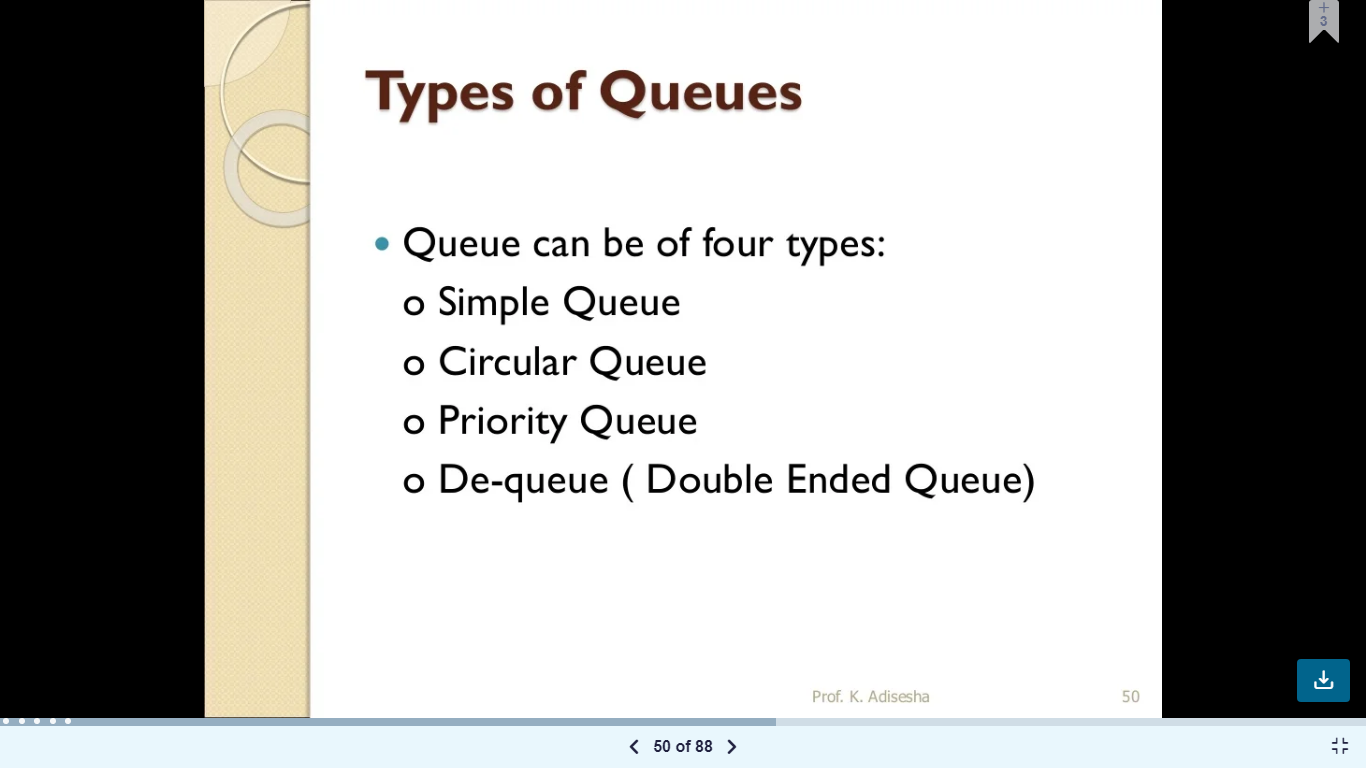 +
3
Types of Queues
• Queue can be of four types:
o Simple Queue
o Circular Queue
o Priority Queue
o De-queue ( Double Ended Queue)
Prof. K. Adisesha
50
50 of 88